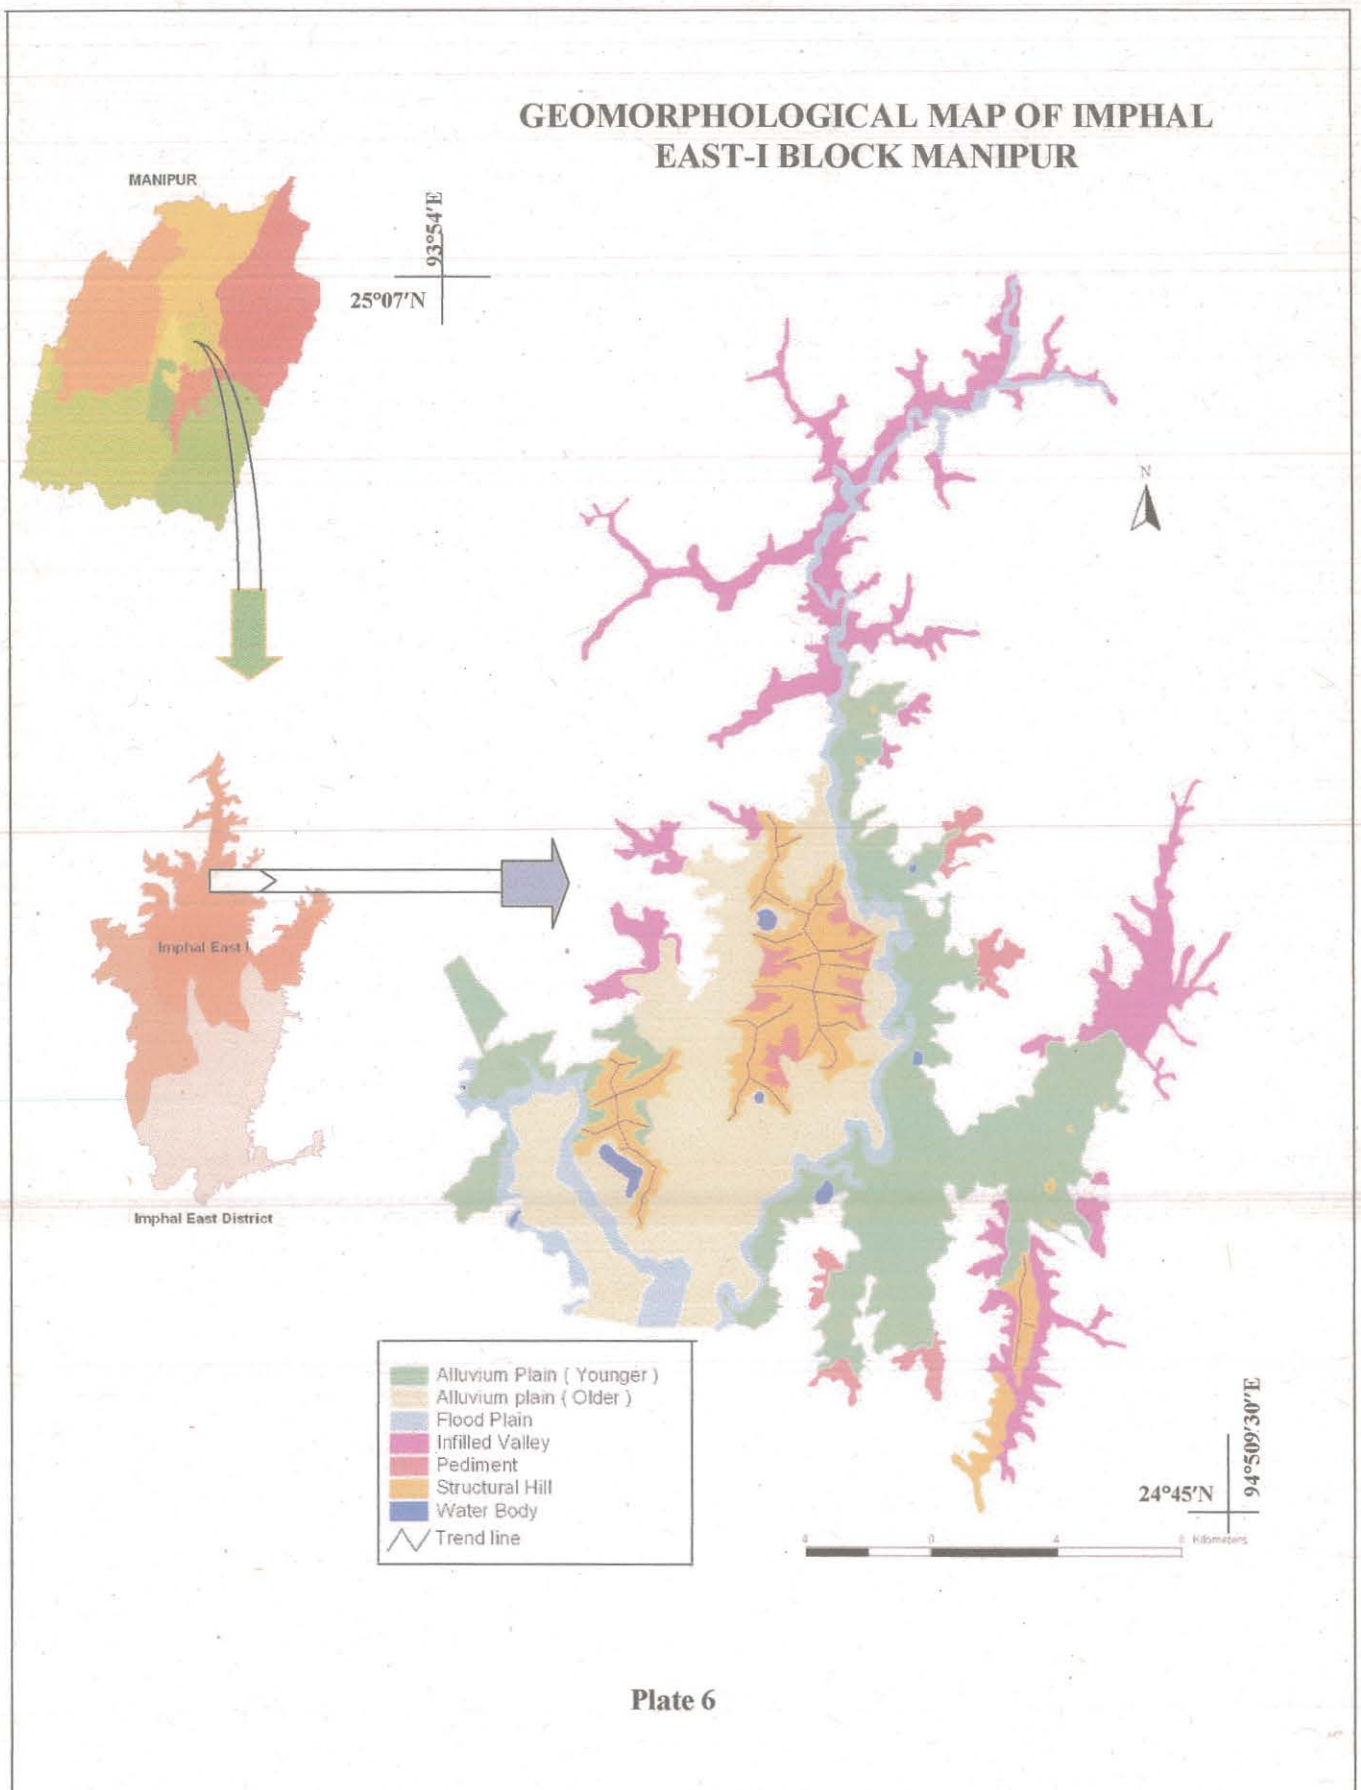 GEOMORPHOLOGICAL MAP OF IMPHAL
EAST-I BLOCK MANIPUR
MANIPUR
93°54'E
25°07'N
N
Imphal East I
Imphal East District
Alluvium Plain ( Younger )
Alluvium plain ( Older )
Flood Plain
Infilled Valley
Pediment
Structural Hill
Water Body
Trend line
94°509'30"E
24°45'N
4 0 4 8 Kilometers
Plate 6